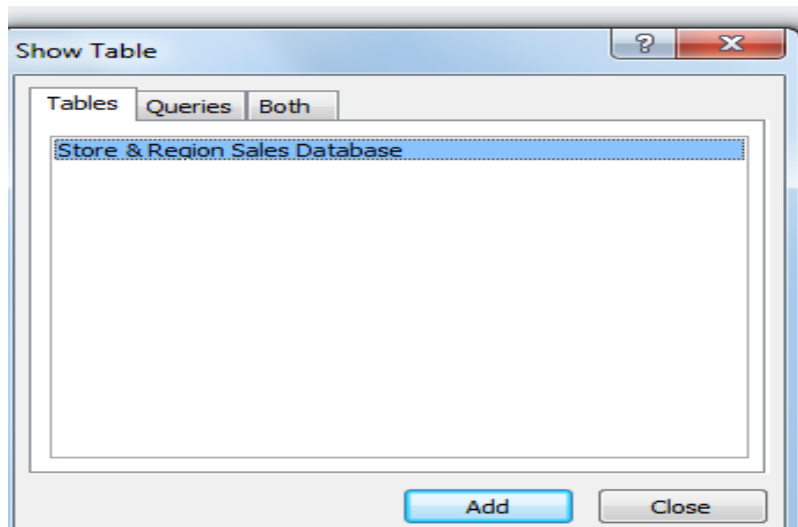 Show Table
Tables Queries Both
Store & Region Sales Database
Add Close